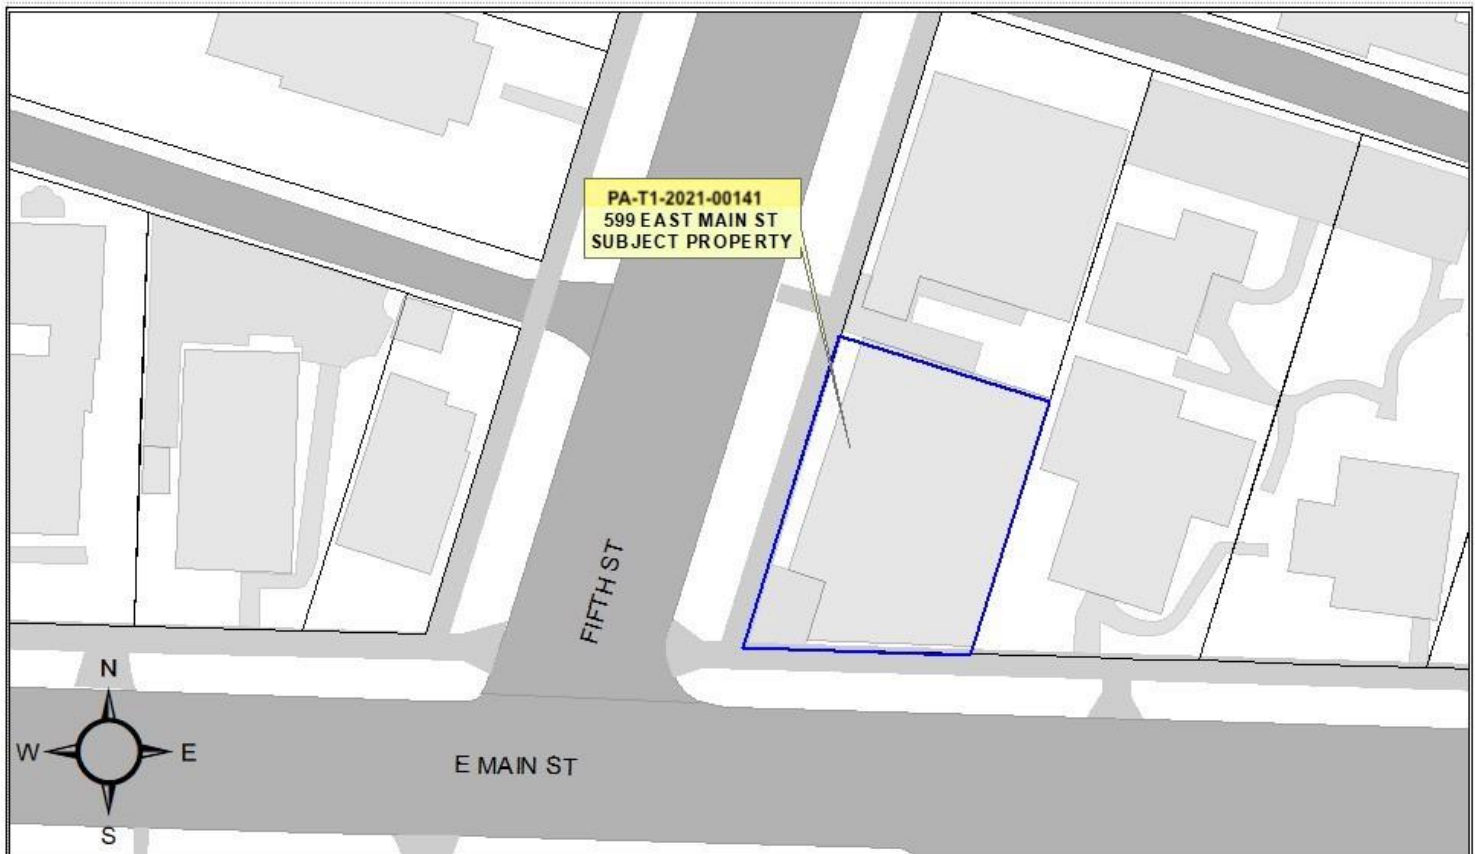 PA-T1-2021-00141
599 EAST MAIN ST
SUBJECT PROPERTY
FIFTH ST
N
W E
S
E MAIN ST